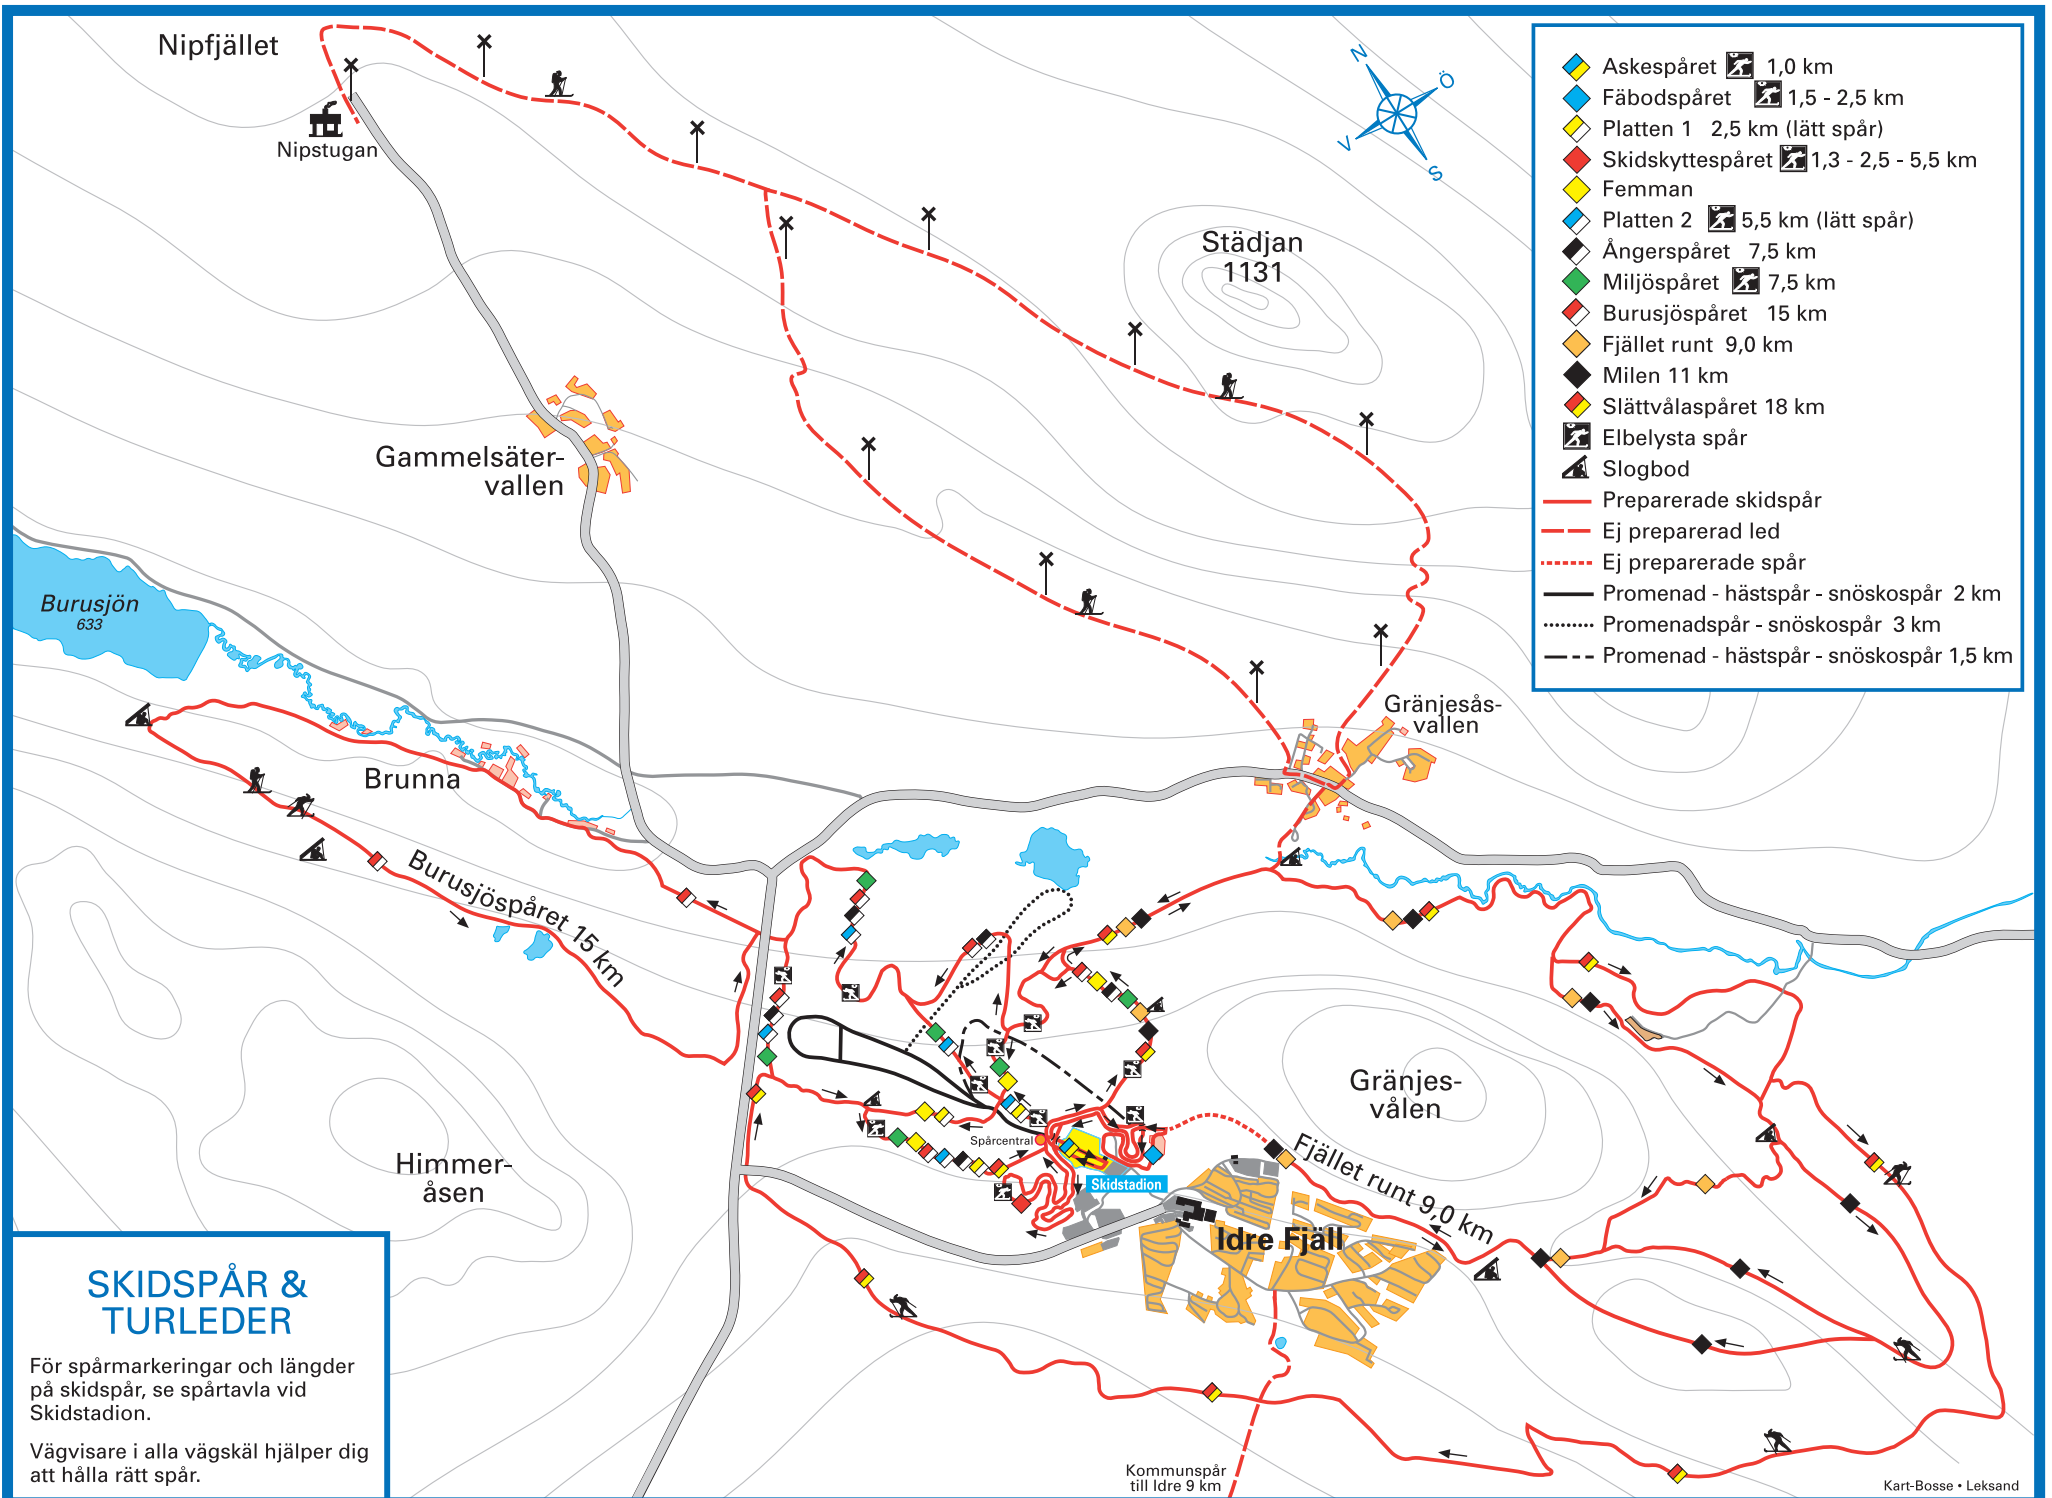 Nipfjället
Nipstugan
N
Ö
V
S
Städjan
1131
Askespåret 1,0 km
Fäbodspåret 1,5 - 2,5 km
Platten 1 2,5 km (lätt spår)
Skidskyttespåret 1,3 - 2,5 - 5,5 km
Femman
Platten 2 5,5 km (lätt spår)
Ångerspåret 7,5 km
Miljöspåret 7,5 km
Burusjöspåret 15 km
Fjället runt 9,0 km
Milen 11 km
Slättvålaspåret 18 km
Elbelysta spår
Slogbod
Preparerade skidspår
Ej preparerad led
Ej preparerade spår
Promenad - hästspår - snöskospår 2 km
Promenadspår - snöskospår 3 km
Promenad - hästspår - snöskospår 1,5 km
Gammelsäter-
vallen
Burusjön
633
Gränjesås-
vallen
Brunna
Burusjöspåret 15 km
Gränjes-
vålen
Spårcentral
Skidstadion
Fjället runt 9,0 km
Himmer-
åsen
Idre Fjäll
SKIDSPÅR &
TURLEDER
För spårmarkeringar och längder
på skidspår, se spårtavla vid
Skidstadion.
Vägvisare i alla vägskäl hjälper dig
att hålla rätt spår.
Kommunspår
till Idre 9 km
Kart-Bosse • Leksand